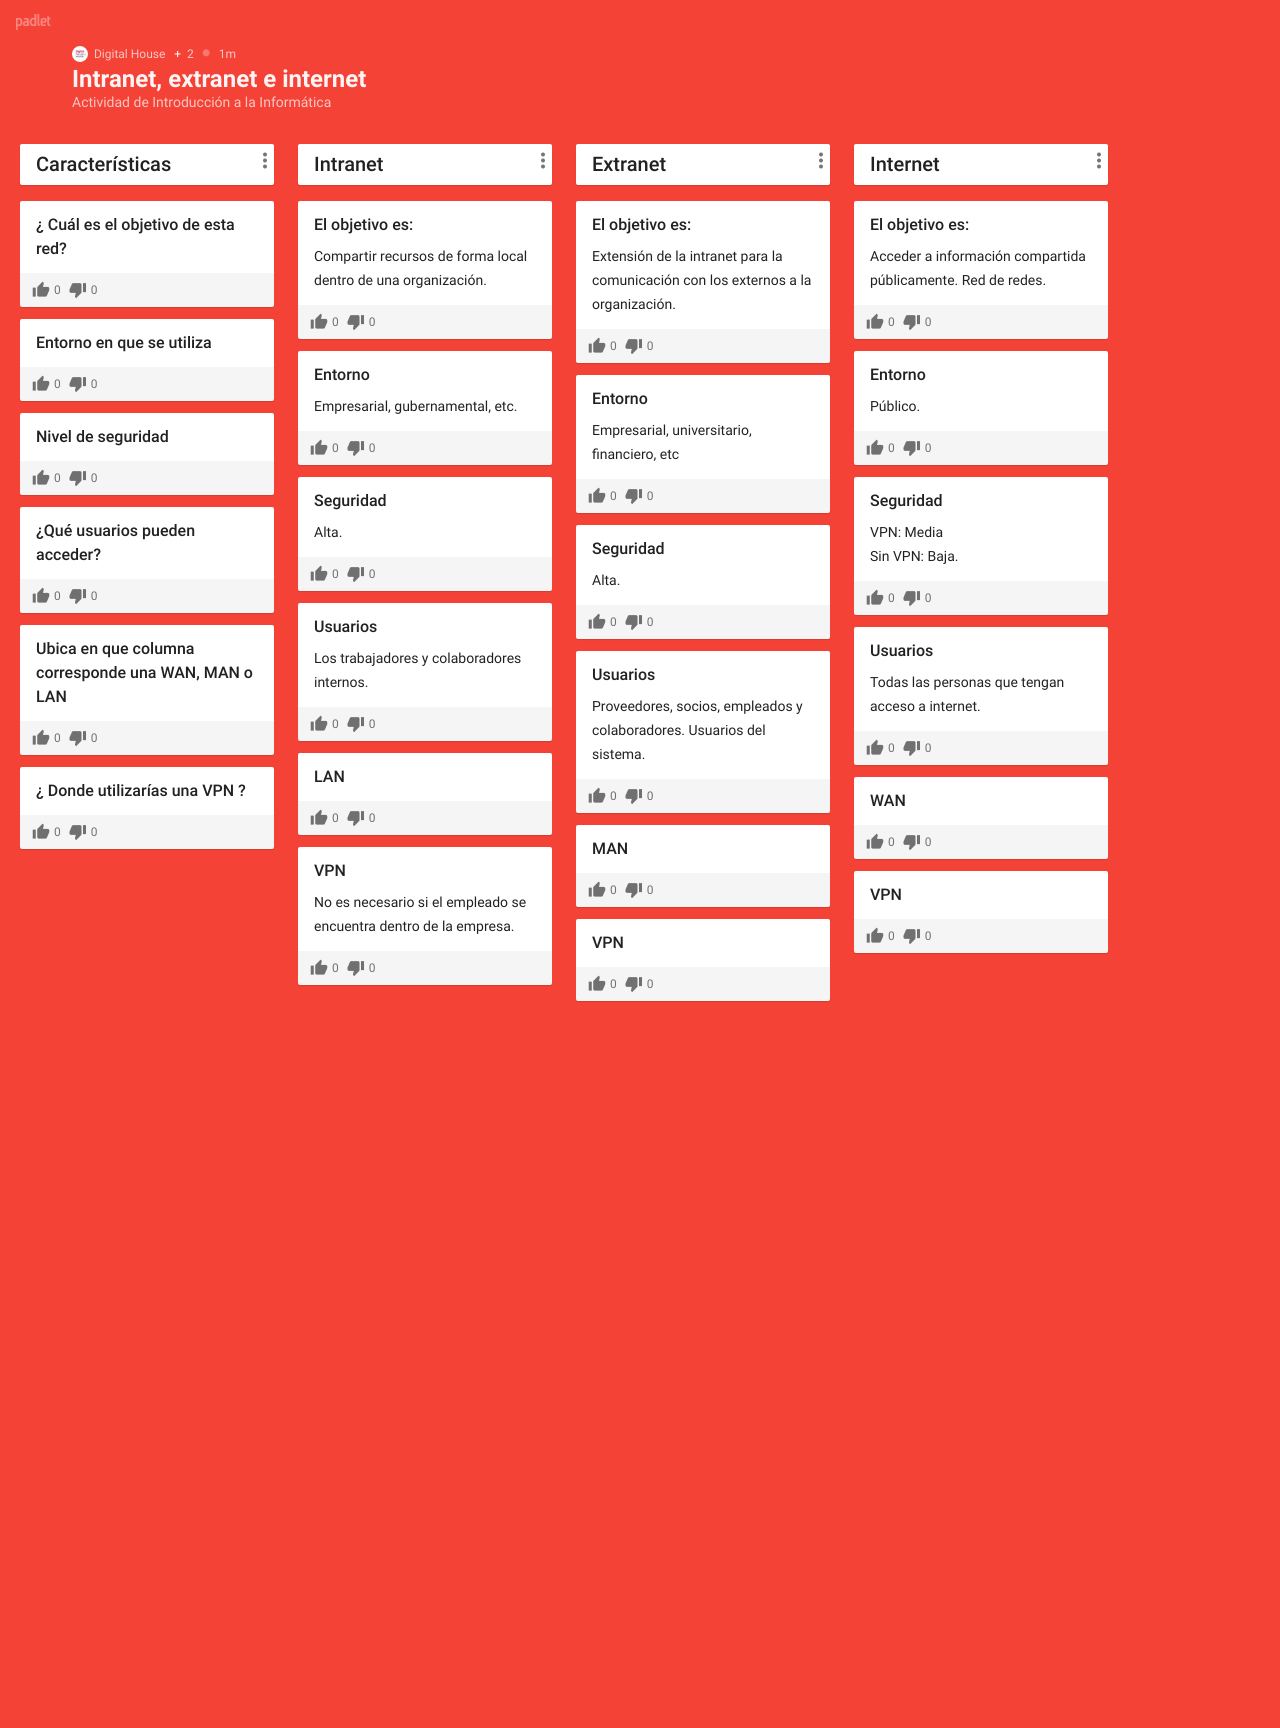 padlet
Digital House + 2 1m
Intranet, extranet e internet
Actividad de Introducción a la Informática
Características
¿ Cuál es el objetivo de esta
red?
0 0
Entorno en que se utiliza
0 0
Nivel de seguridad
0 0
¿Qué usuarios pueden
acceder?
0 0
Ubica en que columna
corresponde una WAN, MAN o
LAN
0 0
¿ Donde utilizarías una VPN ?
0 0
Intranet
El objetivo es:
Compartir recursos de forma local
dentro de una organización.
0 0
Entorno
Empresarial, gubernamental, etc.
0 0
Seguridad
Alta.
0 0
Usuarios
Los trabajadores y colaboradores
internos.
0 0
LAN
0 0
VPN
No es necesario si el empleado se
encuentra dentro de la empresa.
0 0
Extranet
El objetivo es:
Extensión de la intranet para la
comunicación con los externos a la
organización.
0 0
Entorno
Empresarial, universitario,
financiero, etc
0 0
Seguridad
Alta.
0 0
Usuarios
Proveedores, socios, empleados y
colaboradores. Usuarios del
sistema.
0 0
MAN
0 0
VPN
0 0
Internet
El objetivo es:
Acceder a información compartida
públicamente. Red de redes.
0 0
Entorno
Público.
0 0
Seguridad
VPN: Media
Sin VPN: Baja.
0 0
Usuarios
Todas las personas que tengan
acceso a internet.
0 0
WAN
0 0
VPN
0 0